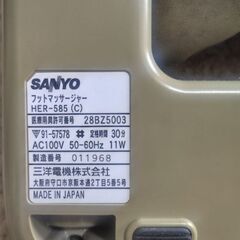 SANYO
フットマッサージャー
HER-585 (C)
医療用具許可番号 28BZ5003
▽91-57578 定格時間 30分
AC100V 50-60Hz 11W
製造番号 011968
三洋電機株式会社
大阪府守口市京阪本通2丁目5番5号
MADE IN JAPAN